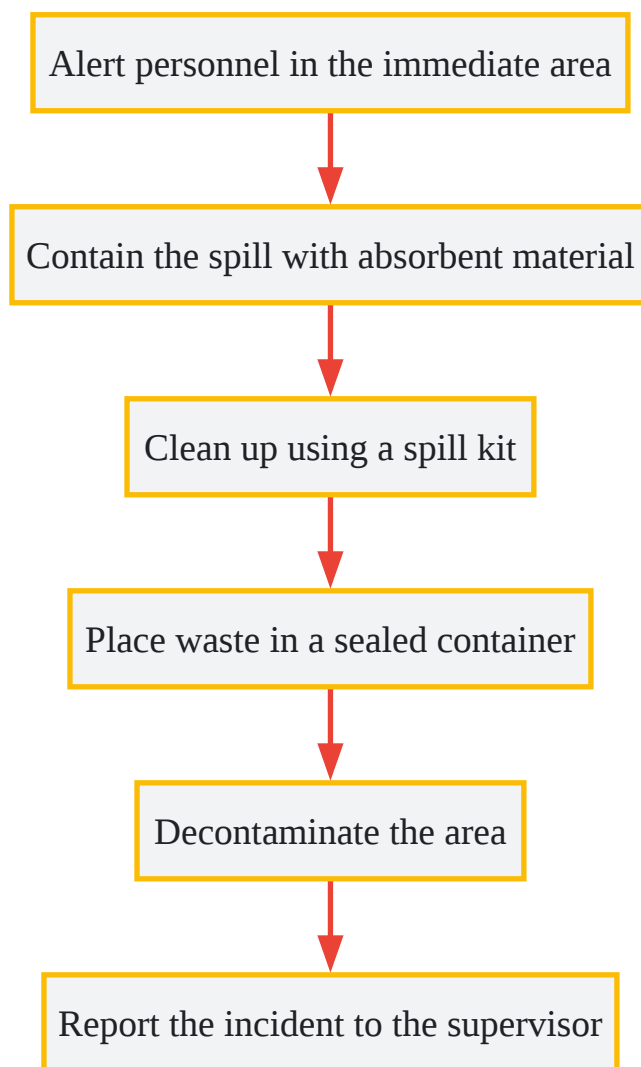 Alert personnel in the immediate area
Contain the spill with absorbent material
Clean up using a spill kit
Place waste in a sealed container
Decontaminate the area
Report the incident to the supervisor